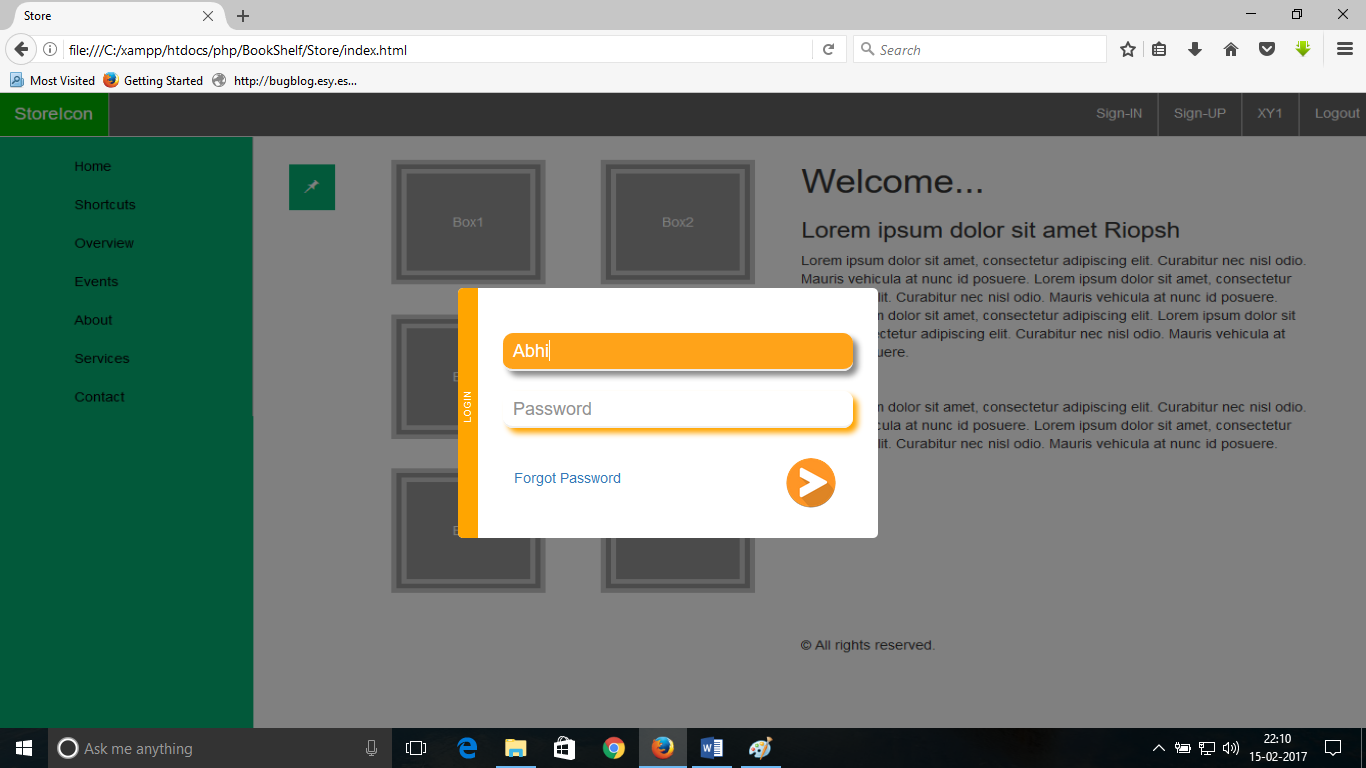 Store
file:///C:/xampp/htdocs/php/BookShelf/Store/index.html
Search
Most Visited
Getting Started
http://bugblog.esy.es...
StoreIcon
Sign-IN
Sign-UP
XY1
Logout
Home
Shortcuts
Overview
Events
About
Services
Contact
Box1
Box2
Welcome...
Lorem ipsum dolor sit amet Riopsh
Lorem ipsum dolor sit amet, consectetur adipiscing elit. Curabitur nec nisl odio.
Mauris vehicula at nunc id posuere. Lorem ipsum dolor sit amet, consectetur
lit. Curabitur nec nisl odio. Mauris vehicula at nunc id posuere.
m dolor sit amet, consectetur adipiscing elit. Lorem ipsum dolor sit
ctetur adipiscing elit. Curabitur nec nisl odio. Mauris vehicula at
uere.
m dolor sit amet, consectetur adipiscing elit. Curabitur nec nisl odio.
ula at nunc id posuere. Lorem ipsum dolor sit amet, consectetur
lit. Curabitur nec nisl odio. Mauris vehicula at nunc id posuere.
LOGIN
Abhi
Password
Forgot Password
© All rights reserved.
Ask me anything
22:10
15-02-2017